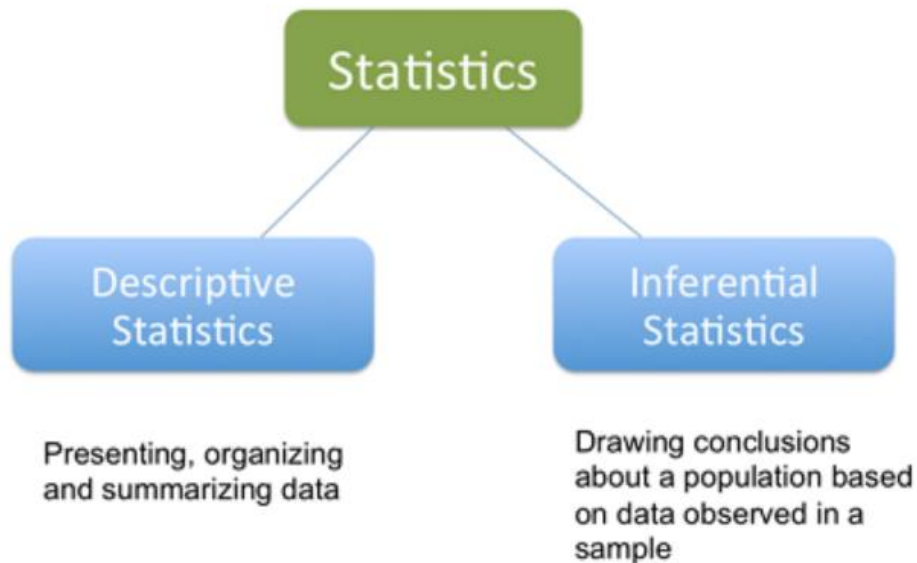 Statistics
Descriptive
Statistics
Inferential
Statistics
Presenting, organizing
and summarizing data
Drawing conclusions
about a population based
on data observed in a
sample